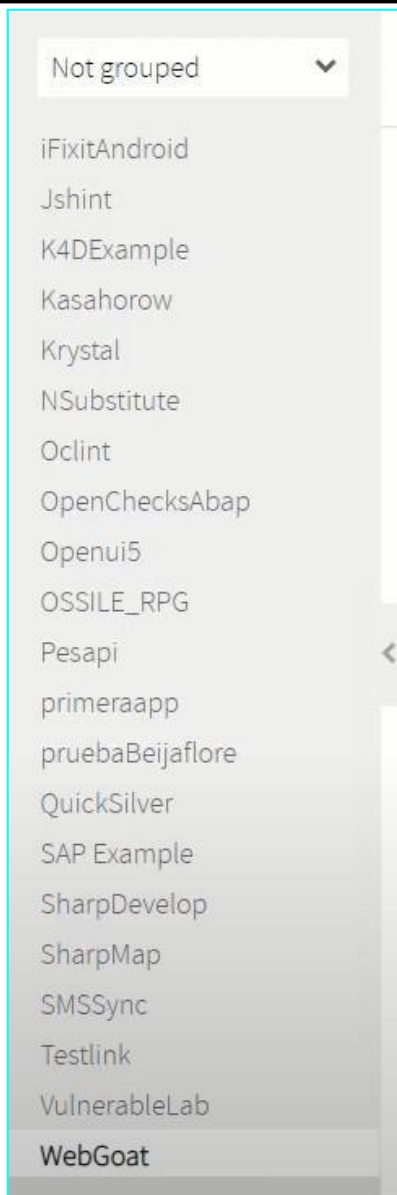 Not grouped
iFixitAndroid
Jshint
K4DExample
Kasahorow
Krystal
NSubstitute
Oclint
OpenChecksAbap
Openui5
OSSILE_RPG
Pesapi
primeraapp
pruebaBeijaflore
QuickSilver
SAP Example
SharpDevelop
SharpMap
SMSSync
Testlink
VulnerableLab
WebGoat